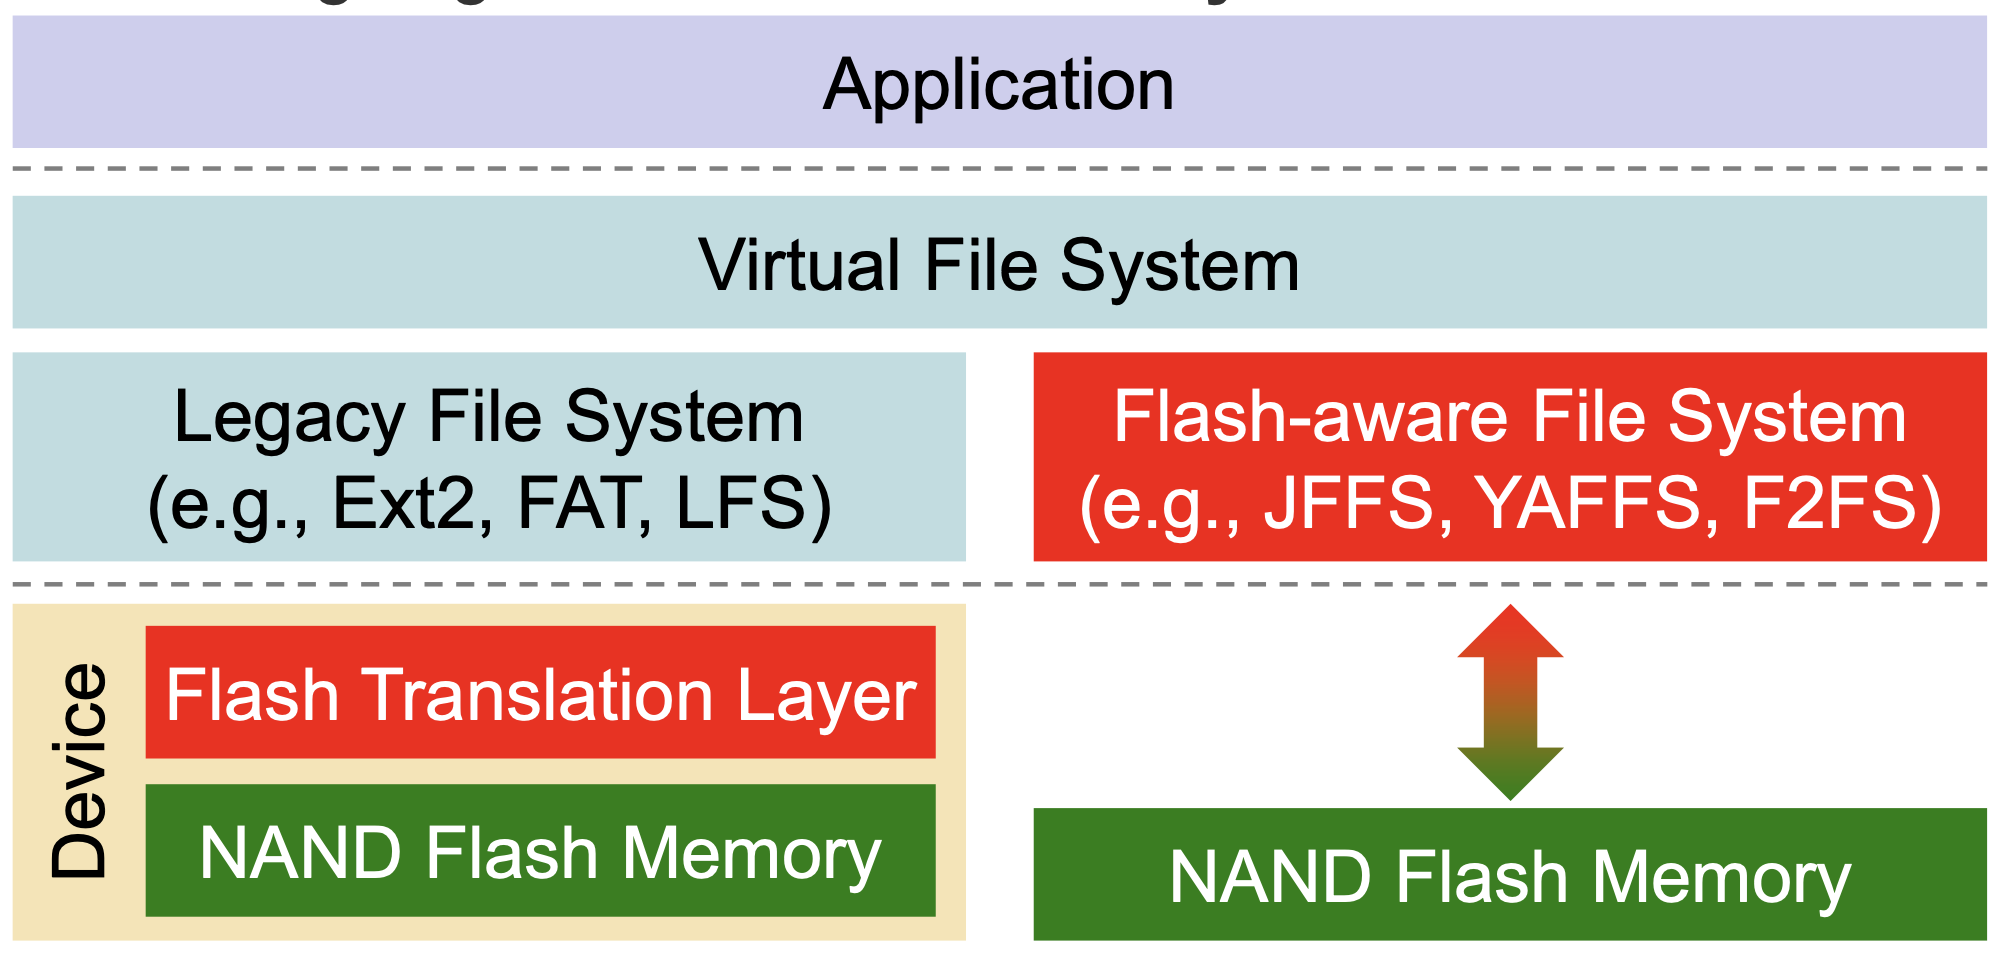 Application
Virtual File System
Legacy File System
(e.g., Ext2, FAT, LFS)
Flash-aware File System
(e.g., JFFS, YAFFS, F2FS)
Device
Flash Translation Layer
NAND Flash Memory
NAND Flash Memory